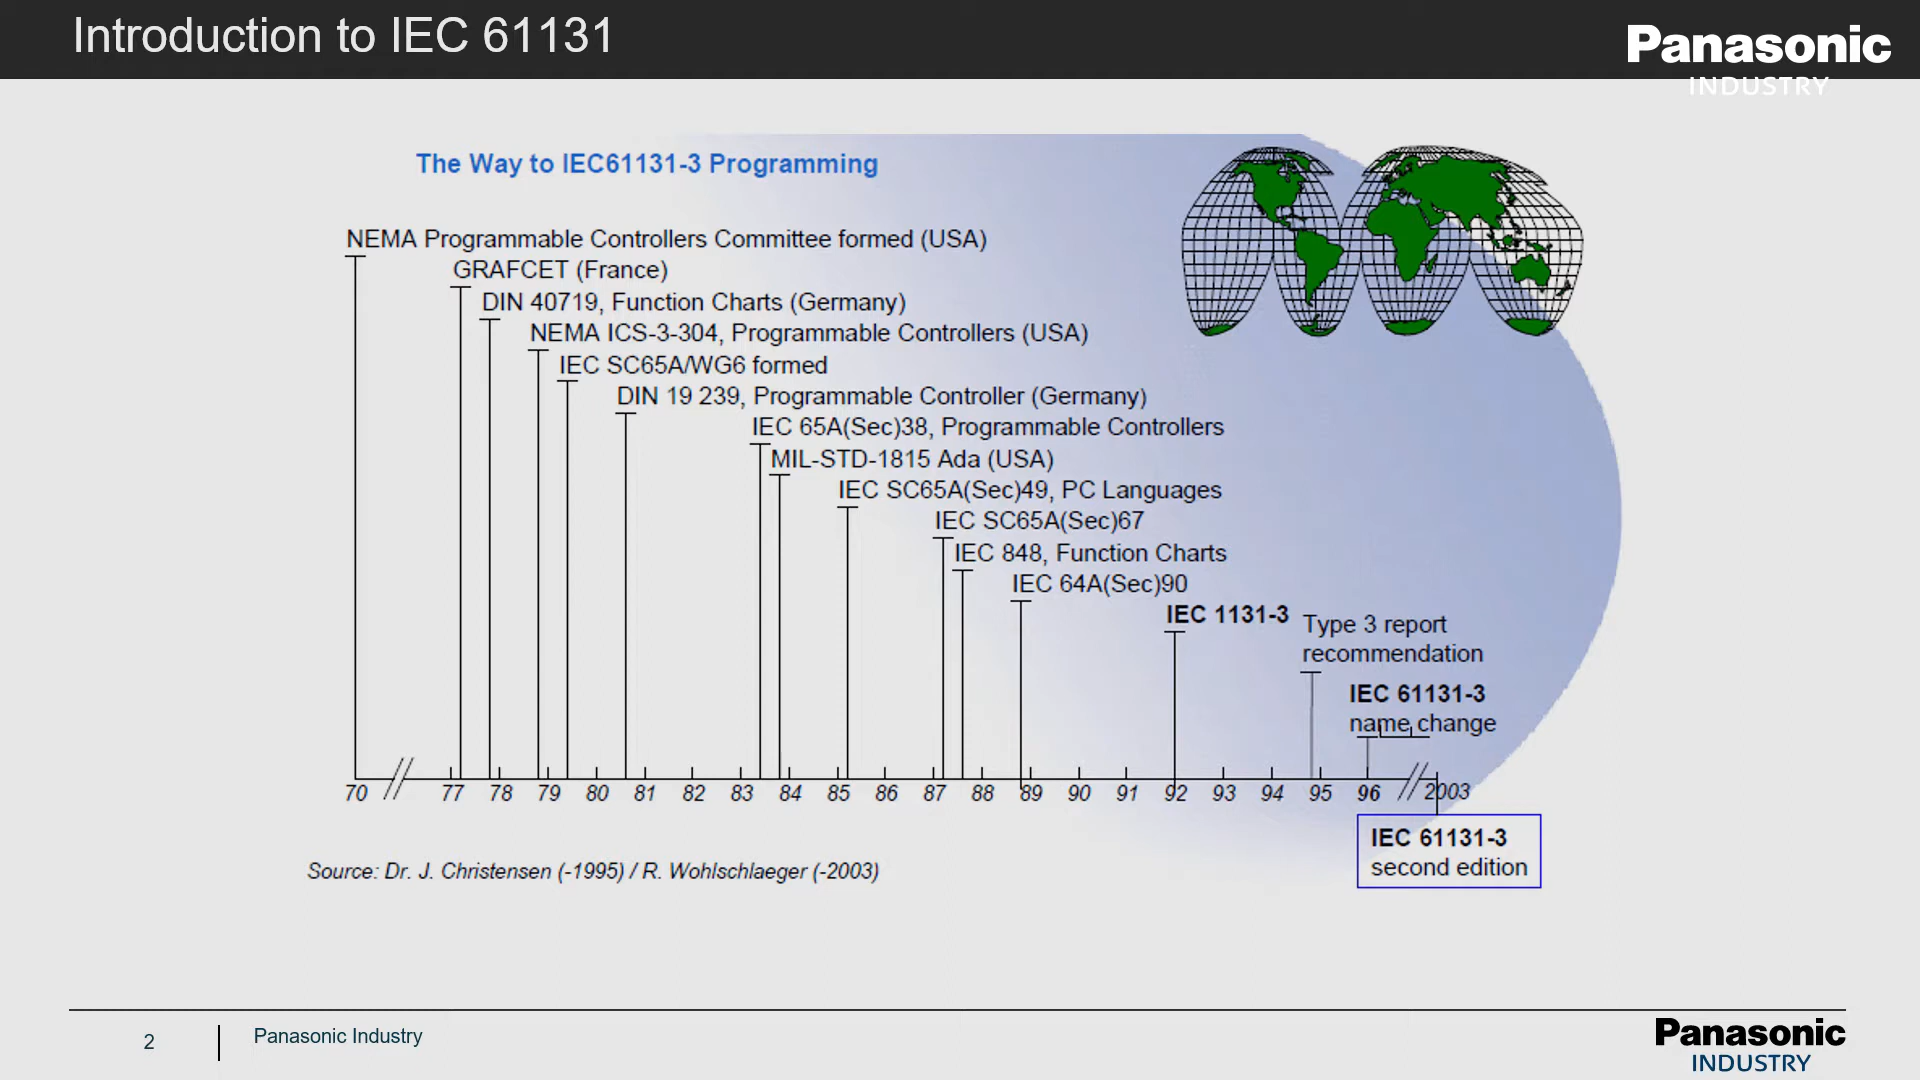 Introduction to IEC 61131
Panasonic
INDUSTRY
The Way to IEC61131-3 Programming
NEMA Programmable Controllers Committee formed (USA)
GRAFCET (France)
DIN 40719, Function Charts (Germany)
NEMA ICS-3-304, Programmable Controllers (USA)
IEC SC65A/WG6 formed
DIN 19 239, Programmable Controller (Germany)
IEC 65A(Sec)38, Programmable Controllers
MIL-STD-1815 Ada (USA)
IEC SC65A(Sec)49, PC Languages
IEC SC65A(Sec)67
IEC 848, Function Charts
IEC 64A(Sec)90
IEC 1131-3
Type 3 report
recommendation
IEC 61131-3
name change
70 // 77 78 79 80 81 82 83 84 85 86 87 88 89 90 91 92 93 94 95 96 // 2003
IEC 61131-3
second edition
Source: Dr. J. Christensen (-1995) / R. Wohlschlaeger (-2003)
2
Panasonic Industry
Panasonic
INDUSTRY